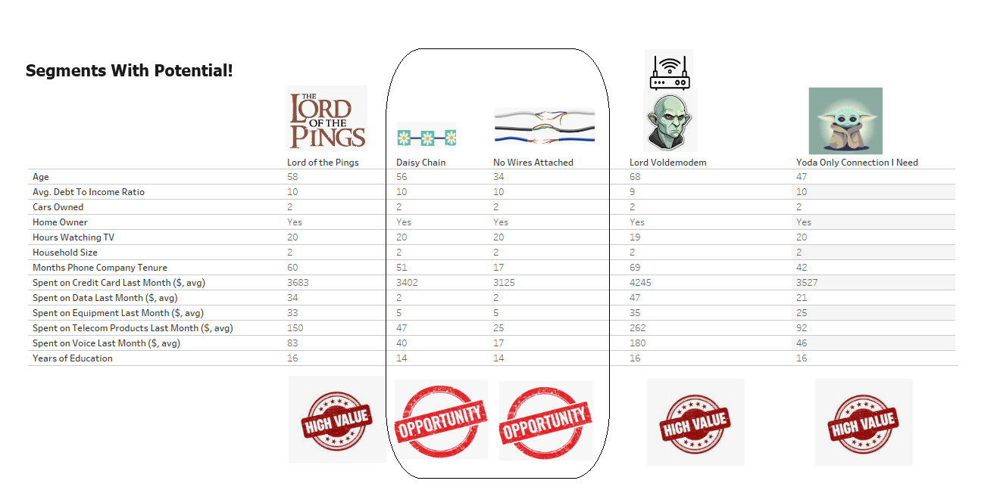 Segments With Potential!
THE
LORD
OF THE
PINGS
Lord of the Pings Daisy Chain No Wires Attached Lord Voldemodem Yoda Only Connection I Need
Age 58 56 34 68 47
Avg. Debt To Income Ratio 10 10 10 9 10
Cars Owned 2 2 2 2 2
Home Owner Yes Yes Yes Yes Yes
Hours Watching TV 20 20 20 19 20
Household Size 2 2 2 2 2
Months Phone Company Tenure 60 51 17 69 42
Spent on Credit Card Last Month ($, avg) 3683 3402 3125 4245 3527
Spent on Data Last Month ($, avg) 34 2 2 47 21
Spent on Equipment Last Month ($, avg) 33 5 5 35 25
Spent on Telecom Products Last Month ($, avg) 150 47 25 262 92
Spent on Voice Last Month ($, avg) 83 40 17 180 46
Years of Education 16 14 14 16 16
HIGH VALUE OPPORTUNITY OPPORTUNITY HIGH VALUE HIGH VALUE